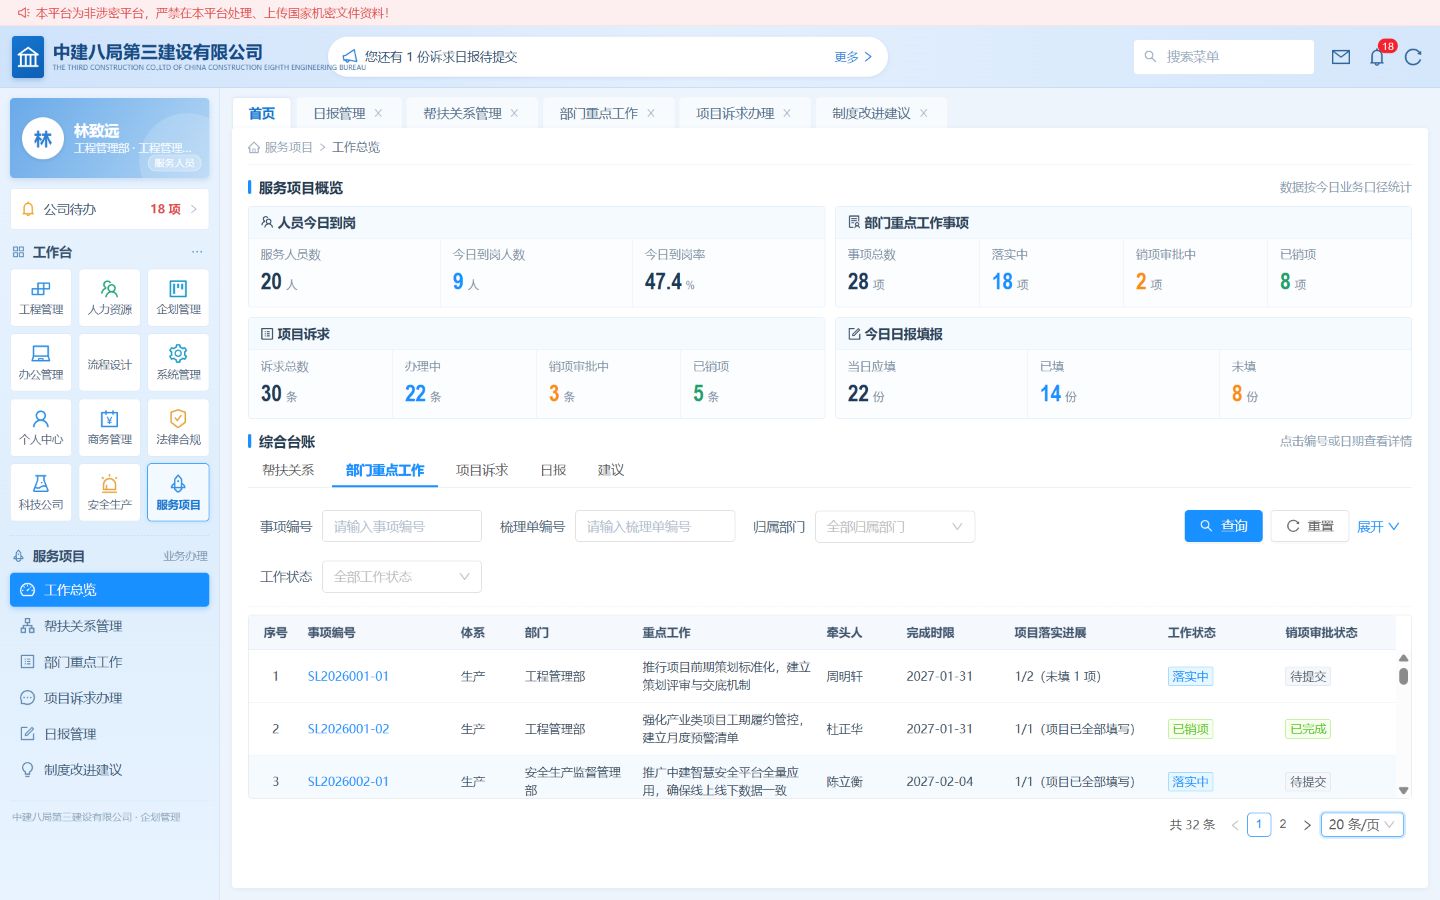 本平台为非涉密平台，严禁在本平台处理、上传国家机密文件资料！
中建八局第三建设有限公司
THE THIRD CONSTRUCTION CO.,LTD OF CHINA CONSTRUCTION EIGHTH ENGINEERING BUREAU
您还有 1 份诉求日报待提交
更多
搜索菜单
18
林
林致远
工程管理部 · 工程管理...
服务人员
公司待办
18 项
工作台
工程管理
人力资源
企划管理
办公管理
流程设计
系统管理
个人中心
商务管理
法律合规
科技公司
安全生产
服务项目
服务项目
业务办理
工作总览
帮扶关系管理
部门重点工作
项目诉求办理
日报管理
制度改进建议
中建八局第三建设有限公司 · 企划管理
首页
日报管理
帮扶关系管理
部门重点工作
项目诉求办理
制度改进建议
服务项目 > 工作总览
服务项目概览
数据按今日业务口径统计
人员今日到岗
服务人员数
20 人
今日到岗人数
9 人
今日到岗率
47.4 %
部门重点工作事项
事项总数
28 项
落实中
18 项
销项审批中
2 项
已销项
8 项
项目诉求
诉求总数
30 条
办理中
22 条
销项审批中
3 条
已销项
5 条
今日日报填报
当日应填
22 份
已填
14 份
未填
8 份
综合台账
点击编号或日期查看详情
帮扶关系 部门重点工作 项目诉求 日报 建议
事项编号 请输入事项编号 梳理单编号 请输入梳理单编号 归属部门 全部归属部门 查询 重置 展开
工作状态 全部工作状态
序号 事项编号 体系 部门 重点工作 牵头人 完成时限 项目落实进展 工作状态 销项审批状态
1 SL2026001-01 生产 工程管理部 推行项目前期策划标准化，建立策划评审与交底机制 周明轩 2027-01-31 1/2（未填 1 项） 落实中 待提交
2 SL2026001-02 生产 工程管理部 强化产业类项目工期履约管控，建立月度预警清单 杜正华 2027-01-31 1/1（项目已全部填写） 已销项 已完成
3 SL2026002-01 生产 安全生产监督管理部 推广中建智慧安全平台全量应用，确保线上线下数据一致 陈立衡 2027-02-04 1/1（项目已全部填写） 落实中 待提交
共 32 条 < 1 2 > 20 条/页